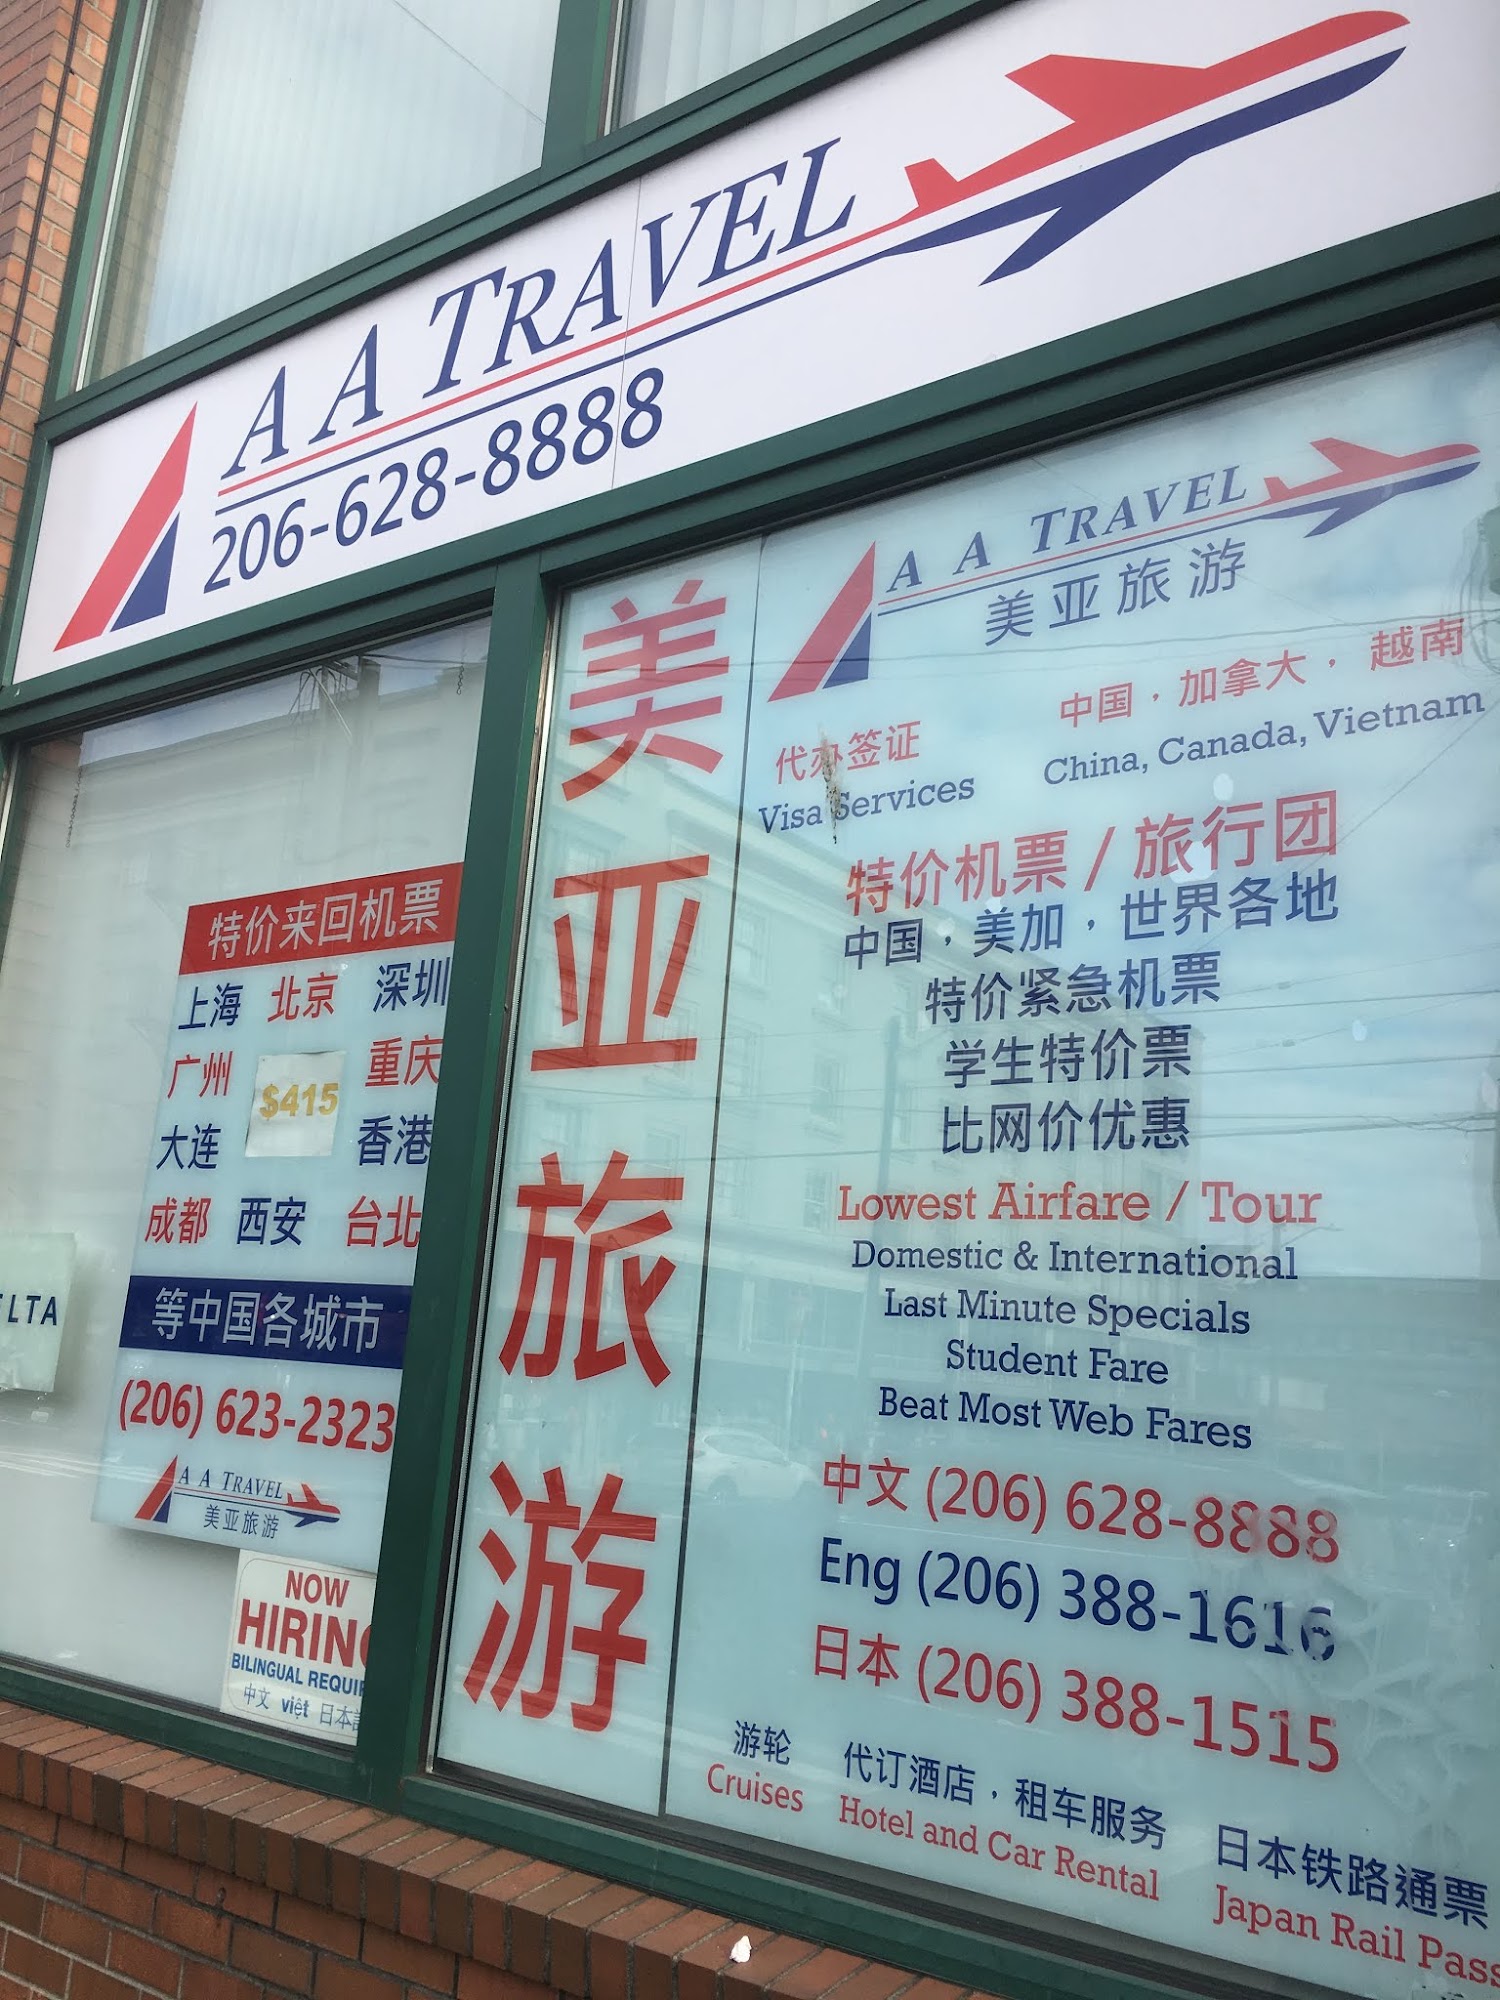 A A TRAVEL
206-628-8888
特价来回机票
上海 北京 深圳
广州 $415 重庆
大连 香港
成都 西安 台北
等中国各城市
(206) 623-2323
A A TRAVEL
美亚旅游
LTA
NOW
HIRING
BILINGUAL REQUI
中文 việt 日本
美亚旅游
A A TRAVEL
美亚旅游
代办签证 中国，加拿大，越南
Visa Services China, Canada, Vietnam
特价机票 / 旅行团
中国，美加，世界各地
特价紧急机票
学生特价票
比网价优惠
Lowest Airfare / Tour
Domestic & International
Last Minute Specials
Student Fare
Beat Most Web Fares
中文 (206) 628-8888
Eng (206) 388-1616
日本 (206) 388-1515
游轮 代订酒店，租车服务 日本铁路通票
Cruises Hotel and Car Rental Japan Rail Pass